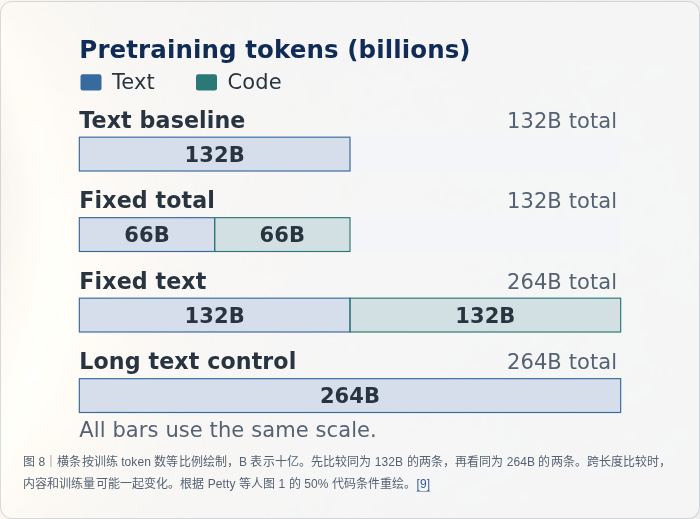 Pretraining tokens (billions)
Text Code
Text baseline 132B total
132B
Fixed total 132B total
66B 66B
Fixed text 264B total
132B 132B
Long text control 264B total
264B
All bars use the same scale.
图 8｜横条按训练 token 数等比例绘制，B 表示十亿。先比较同为 132B 的两条，再看同为 264B 的两条。跨长度比较时，
内容和训练量可能一起变化。根据 Petty 等人图 1 的 50% 代码条件重绘。[9]